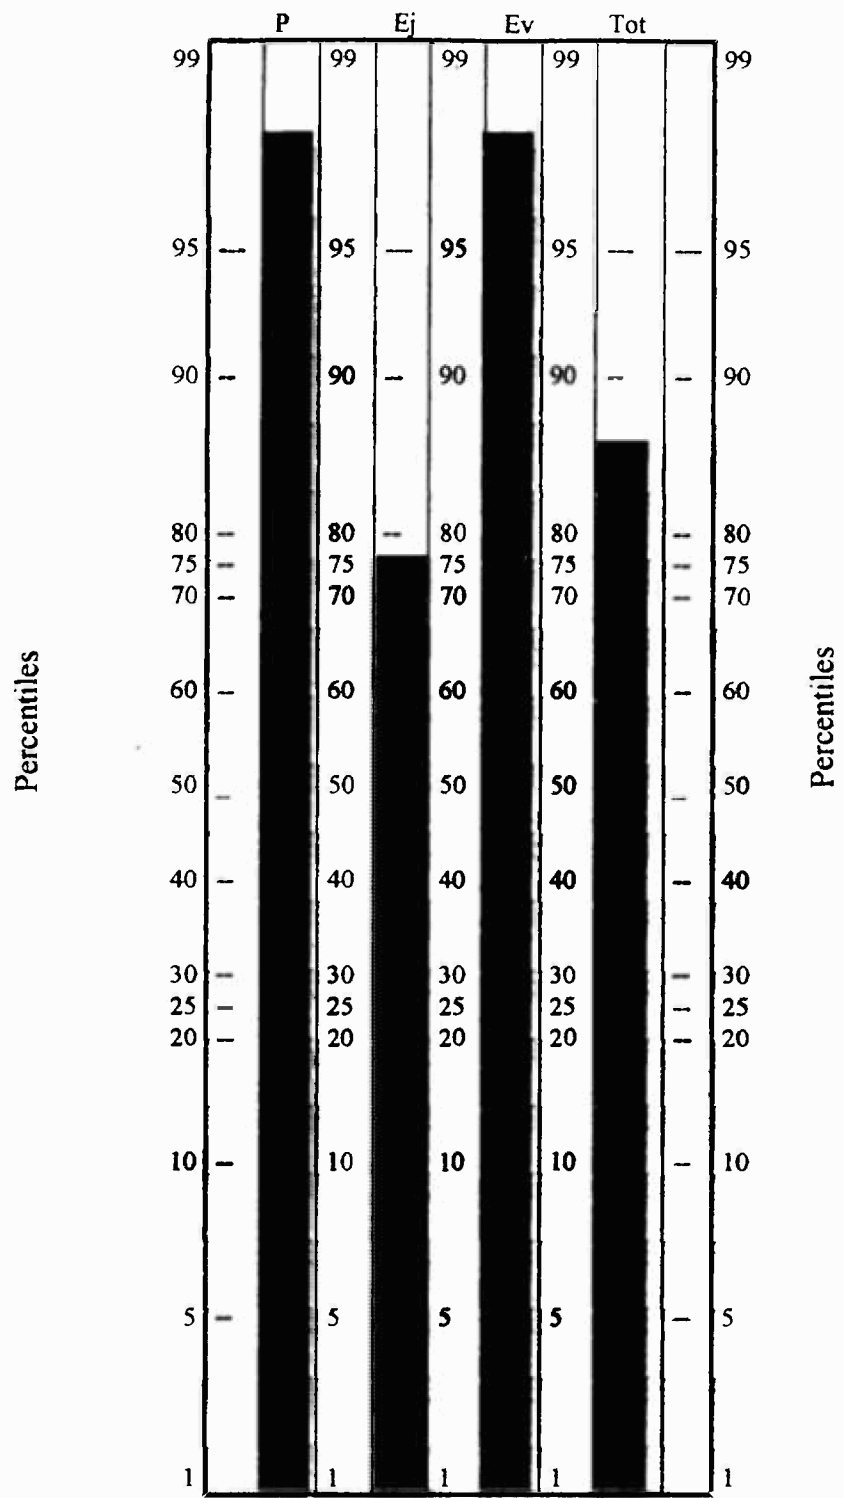 P Ej Ev Tot
99 99 99 99 99
95 95 95 95 95
90 90 90 90 90
80 80 80 80 80
75 75 75 75 75
70 70 70 70 70
60 60 60 60 60
Percentiles
Percentiles
50 50 50 50 50
40 40 40 40 40
30 30 30 30 30
25 25 25 25 25
20 20 20 20 20
10 10 10 10 10
5 5 5 5 5
1 1 1 1 1